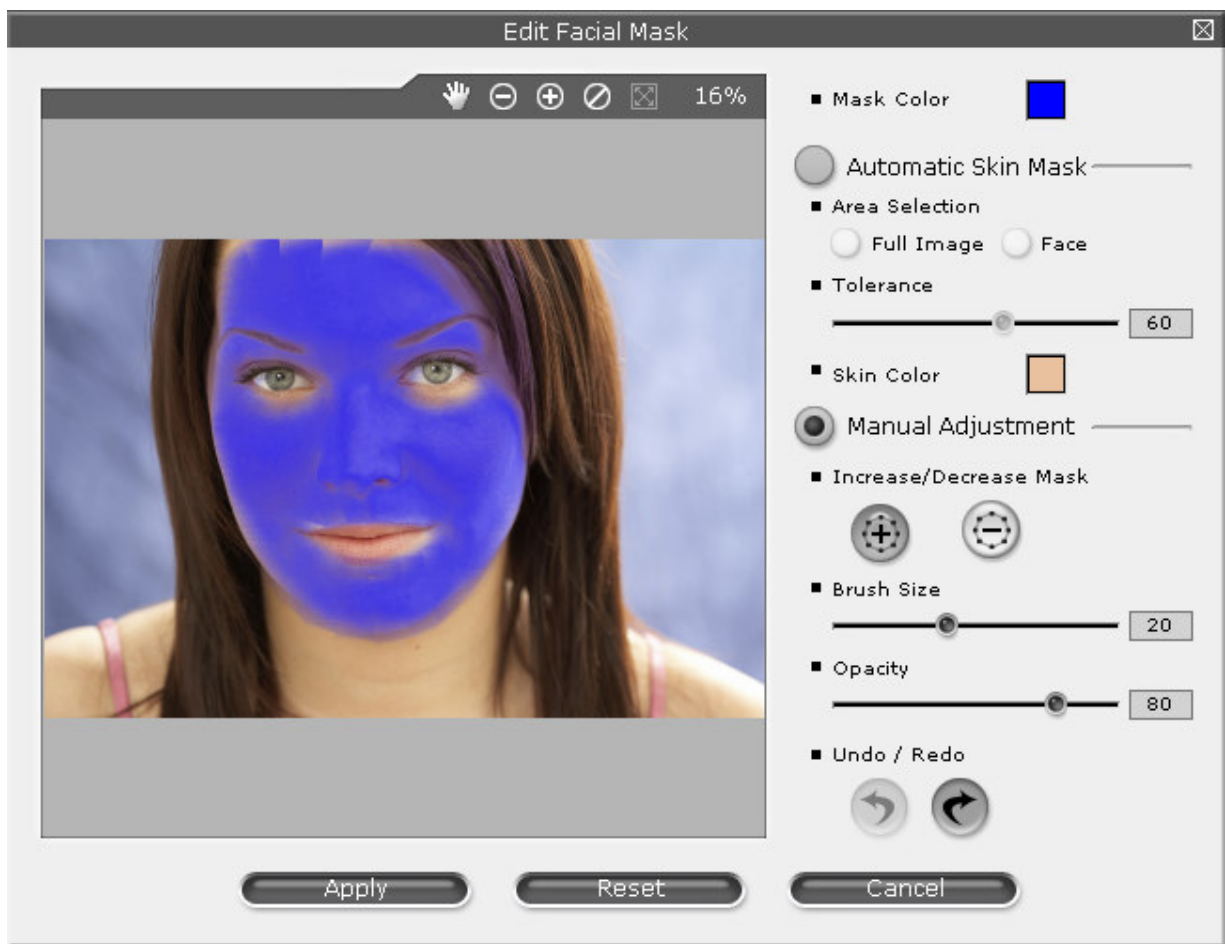 Edit Facial Mask
16%
Mask Color
Automatic Skin Mask
Area Selection
Full Image Face
Tolerance
60
Skin Color
Manual Adjustment
Increase/Decrease Mask
Brush Size
20
Opacity
80
Undo / Redo
Apply Reset Cancel